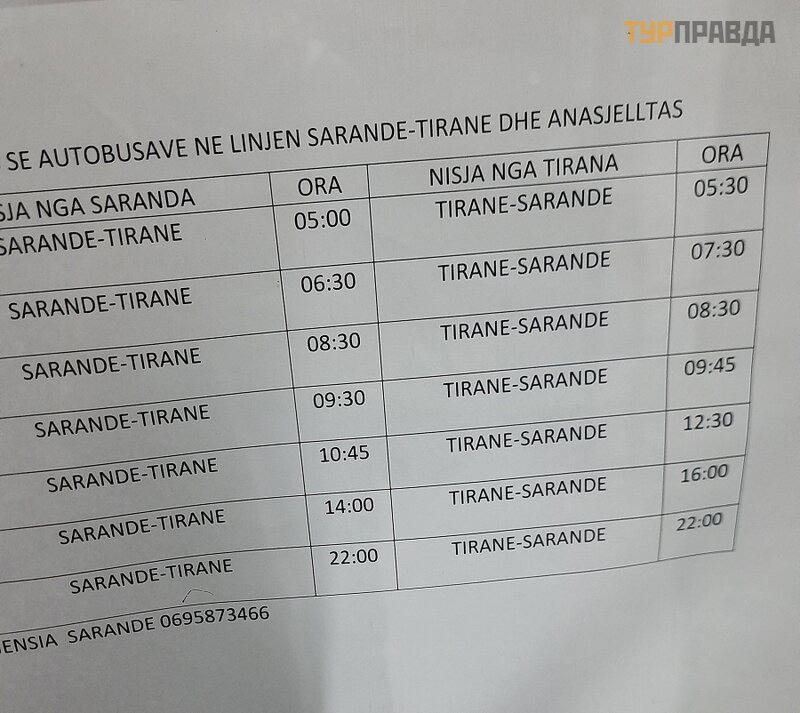 ТУРПРАВДА
SE AUTOBUSAVE NE LINJEN SARANDE-TIRANE DHE ANASJELLTAS
NGA SARANDA ORA NISJA NGA TIRANA ORA
SARANDE-TIRANE 05:00 TIRANE-SARANDE 05:30
SARANDE-TIRANE 06:30 TIRANE-SARANDE 07:30
SARANDE-TIRANE 08:30 TIRANE-SARANDE 08:30
SARANDE-TIRANE 09:30 TIRANE-SARANDE 09:45
SARANDE-TIRANE 10:45 TIRANE-SARANDE 12:30
SARANDE-TIRANE 14:00 TIRANE-SARANDE 16:00
SARANDE-TIRANE 22:00 TIRANE-SARANDE 22:00
SARANDE 0695873466